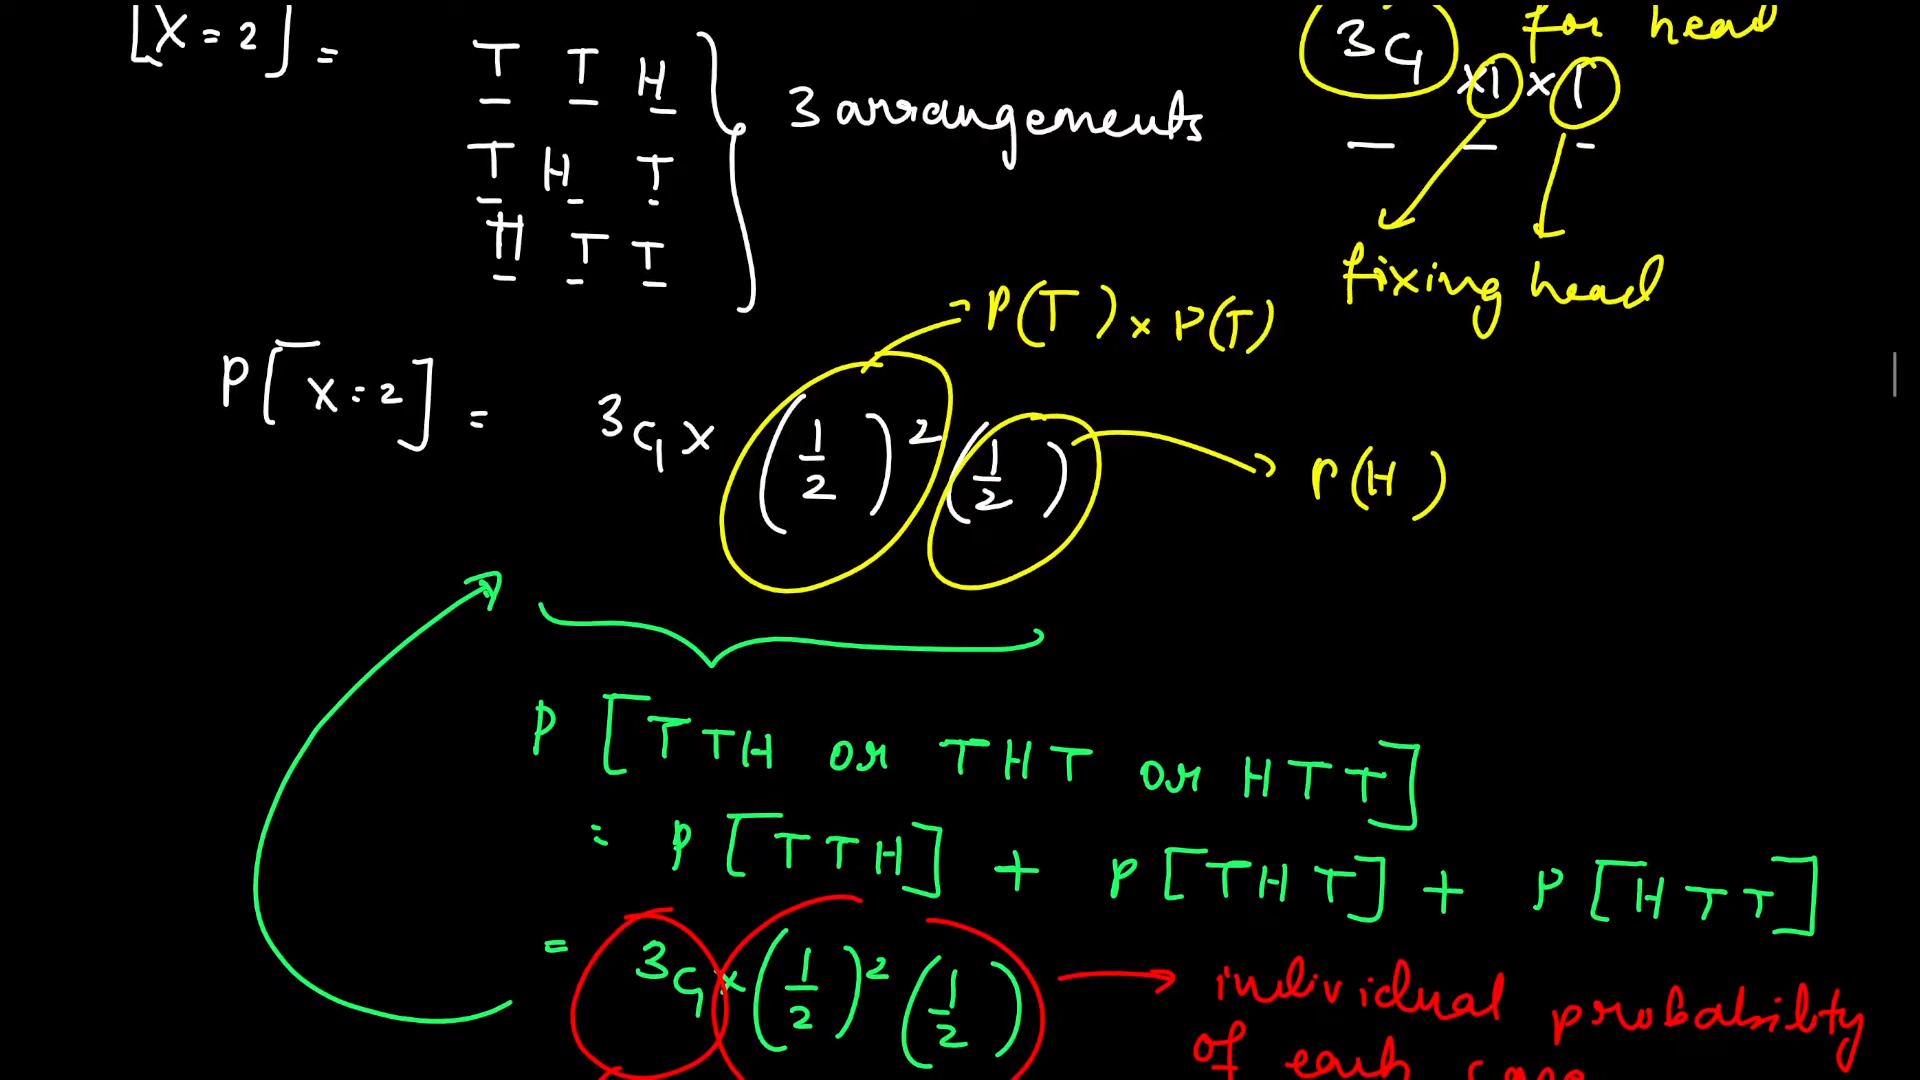 [X = 2] =
T T H
T H T
H T T
3 arrangements
3C1 x 1 x 1
for head
fixing head
P(T) x P(T)
P[X = 2] = 3C1 x (1/2)^2 (1/2)
P(H)
P [TTH or THT or HTT]
= P [TTH] + P [THT] + P [HTT]
= 3C1 x (1/2)^2 (1/2)
individual probability
of each case